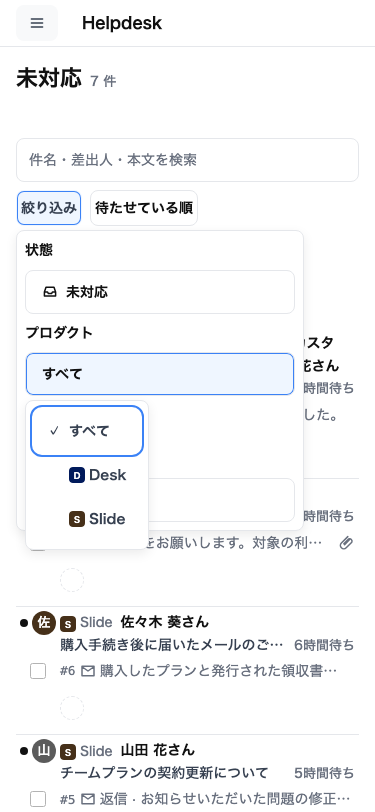 Helpdesk
未対応 7 件
件名・差出人・本文を検索
絞り込み 待たせている順
状態
未対応
プロダクト
すべて
カスタ
花さん
時間待ち
した。
✓ すべて
D Desk
S Slide
時間待ち
をお願いします。対象の利…
佐 S Slide 佐々木 葵さん
購入手続き後に届いたメールのご… 6時間待ち
#6 購入したプランと発行された領収書…
山 S Slide 山田 花さん
チームプランの契約更新について 5時間待ち
#5 返信 · お知らせいただいた問題の修正…